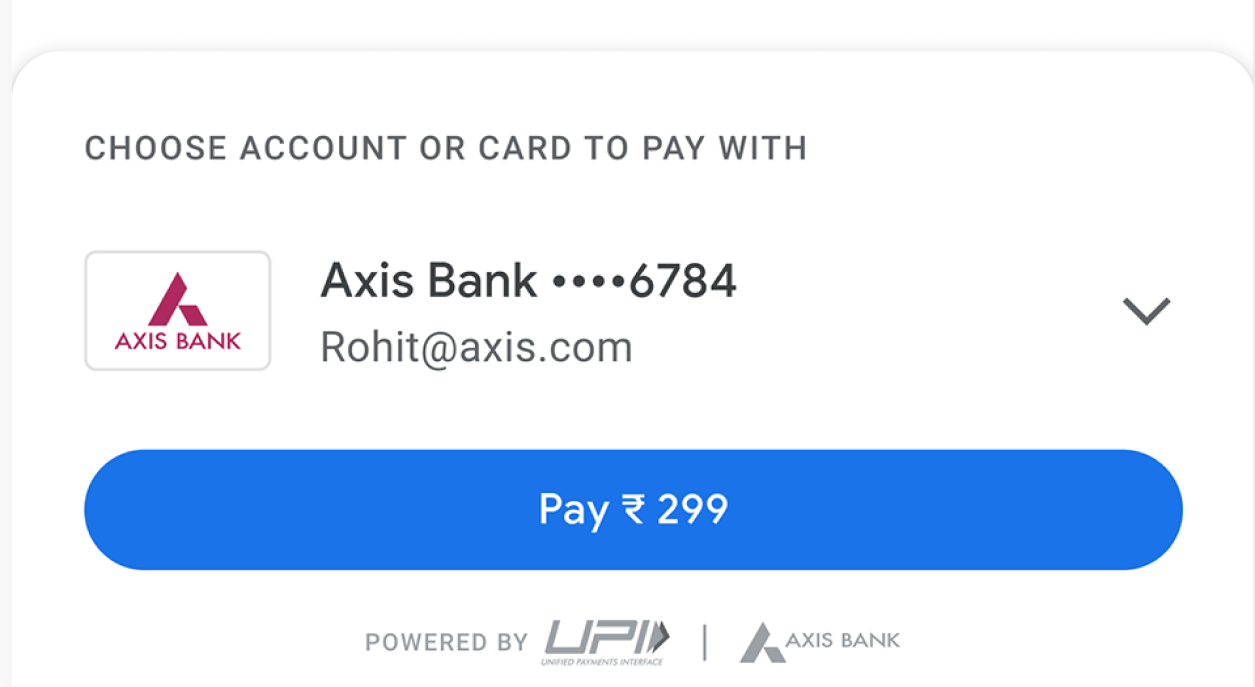 CHOOSE ACCOUNT OR CARD TO PAY WITH
AXIS BANK
Axis Bank ••••6784
Rohit@axis.com
Pay ₹ 299
POWERED BY UPI | AXIS BANK
UNIFIED PAYMENTS INTERFACE